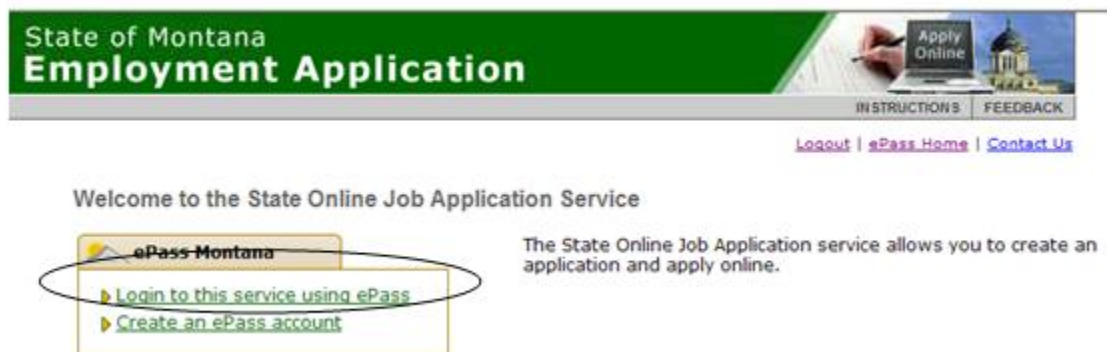 State of Montana
Employment Application
Apply
Online
INSTRUCTIONS | FEEDBACK
Logout | ePass Home | Contact Us
Welcome to the State Online Job Application Service
ePass Montana
Login to this service using ePass
Create an ePass account
The State Online Job Application service allows you to create an
application and apply online.